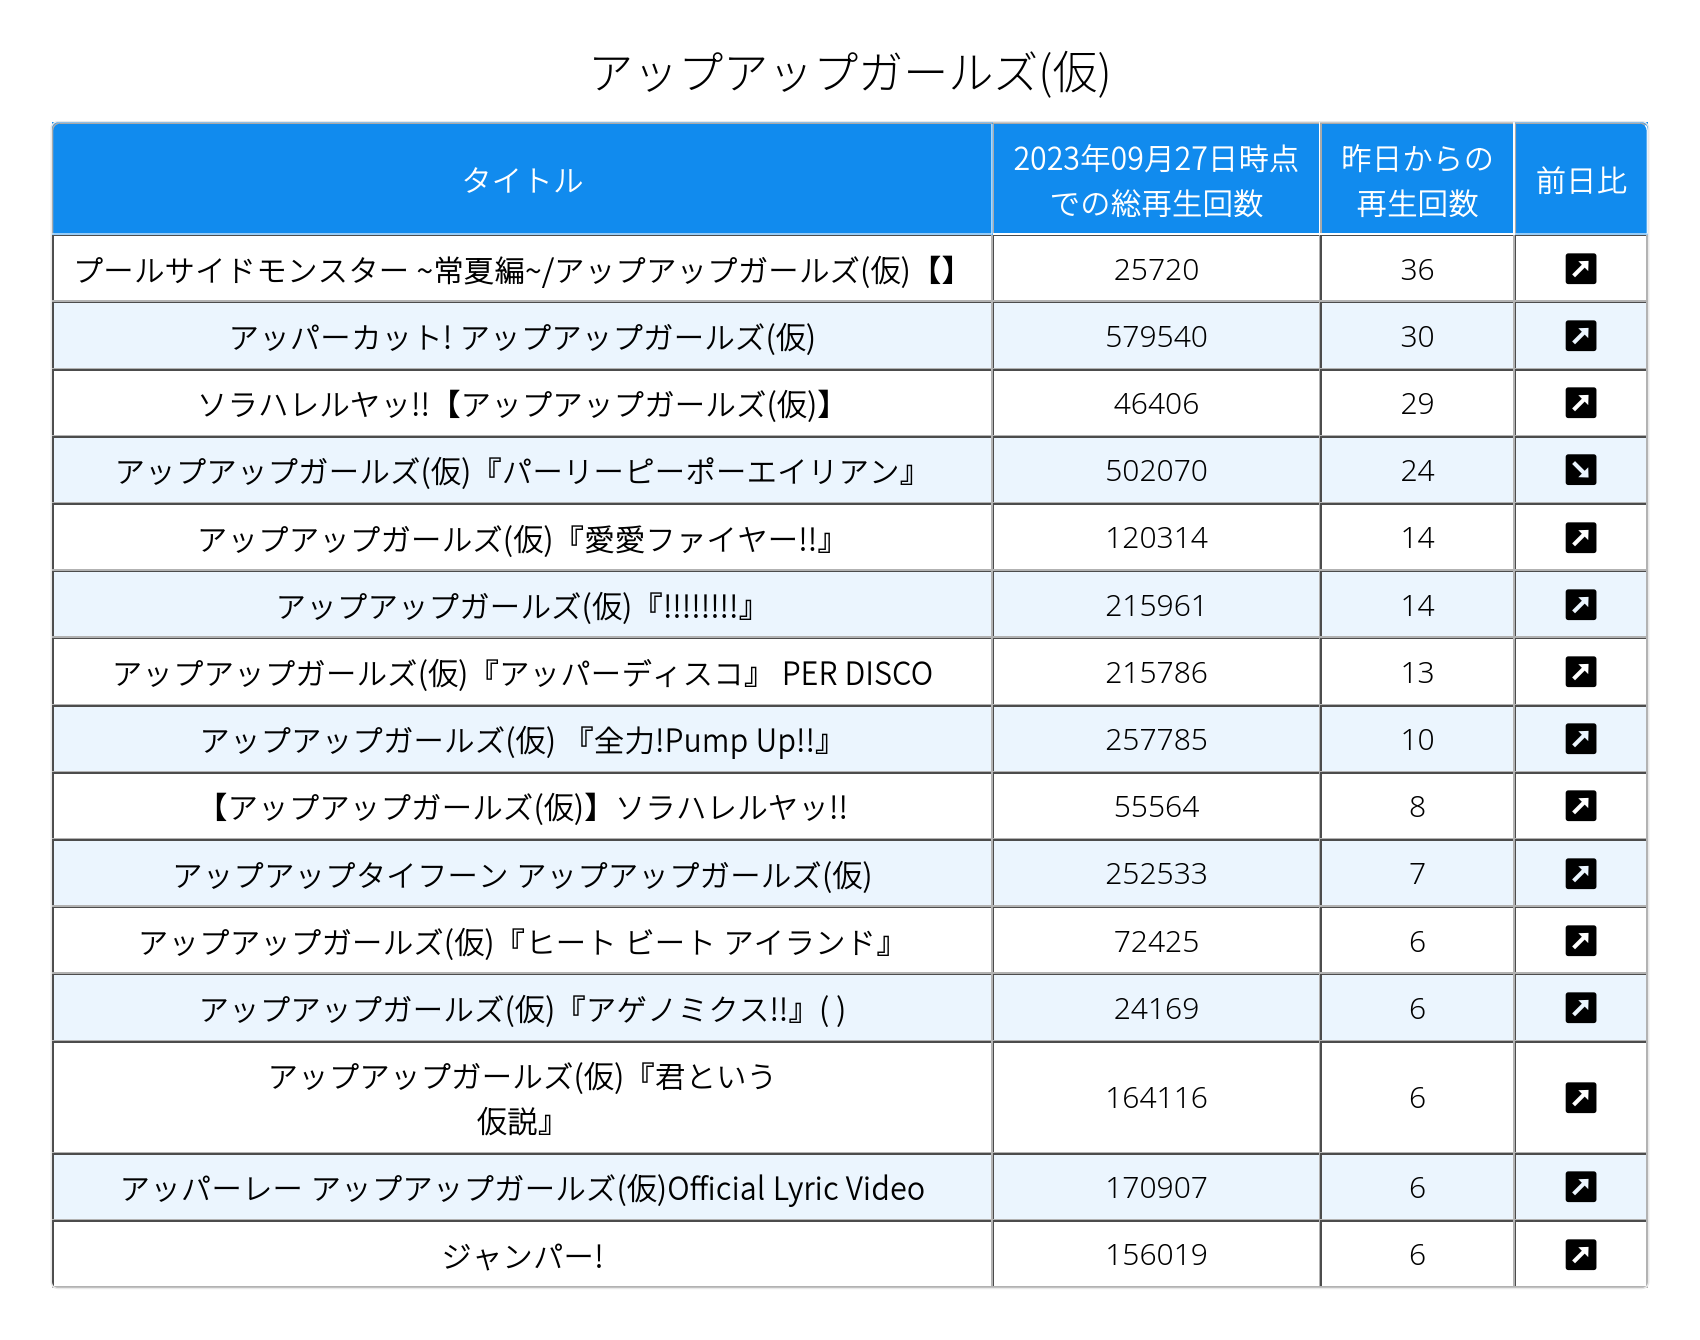 アップアップガールズ(仮)
タイトル 2023年09月27日時点での総再生回数 昨日からの再生回数 前日比
プールサイドモンスター ~常夏編~/アップアップガールズ(仮)【】 25720 36
アッパーカット! アップアップガールズ(仮) 579540 30
ソラハレルヤッ!!【アップアップガールズ(仮)】 46406 29
アップアップガールズ(仮)『パーリーピーポーエイリアン』 502070 24
アップアップガールズ(仮)『愛愛ファイヤー!!』 120314 14
アップアップガールズ(仮)『!!!!!!!!』 215961 14
アップアップガールズ(仮)『アッパーディスコ』 PER DISCO 215786 13
アップアップガールズ(仮) 『全力!Pump Up!!』 257785 10
【アップアップガールズ(仮)】ソラハレルヤッ!! 55564 8
アップアップタイフーン アップアップガールズ(仮) 252533 7
アップアップガールズ(仮)『ヒート ビート アイランド』 72425 6
アップアップガールズ(仮)『アゲノミクス!!』( ) 24169 6
アップアップガールズ(仮)『君という
仮説』 164116 6
アッパーレー アップアップガールズ(仮)Official Lyric Video 170907 6
ジャンパー! 156019 6